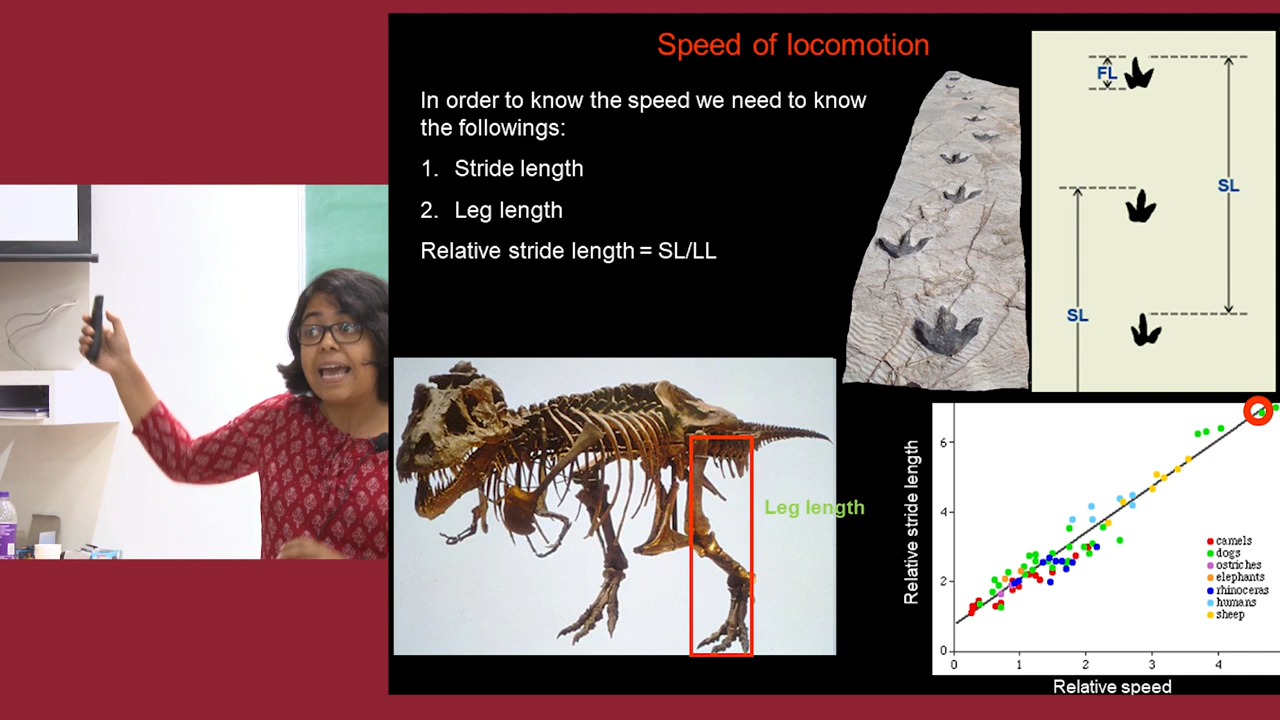 Speed of locomotion
In order to know the speed we need to know
the followings:
1. Stride length
2. Leg length
Relative stride length = SL/LL
FL
SL
SL
Leg length
Relative stride length
6
4
2
0
camels
dogs
ostriches
elephants
rhinoceras
humans
sheep
0 1 2 3 4
Relative speed